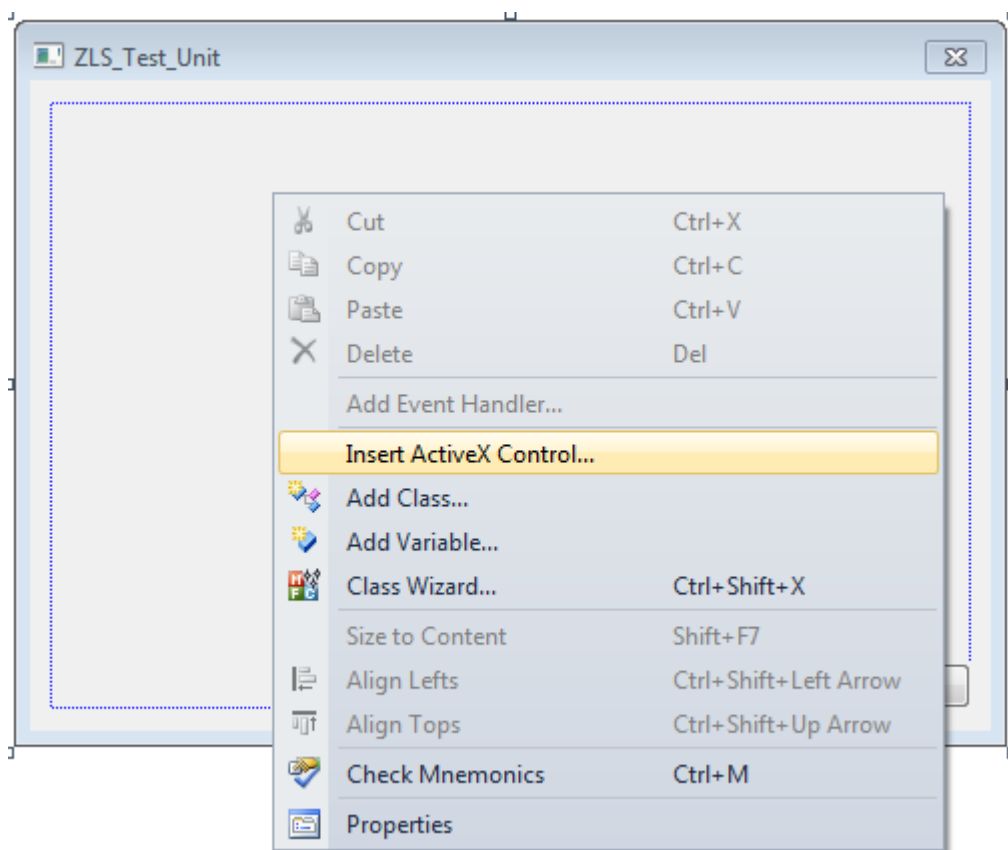 ZLS_Test_Unit
Cut Ctrl+X
Copy Ctrl+C
Paste Ctrl+V
Delete Del
Add Event Handler...
Insert ActiveX Control...
Add Class...
Add Variable...
Class Wizard... Ctrl+Shift+X
Size to Content Shift+F7
Align Lefts Ctrl+Shift+Left Arrow
Align Tops Ctrl+Shift+Up Arrow
Check Mnemonics Ctrl+M
Properties